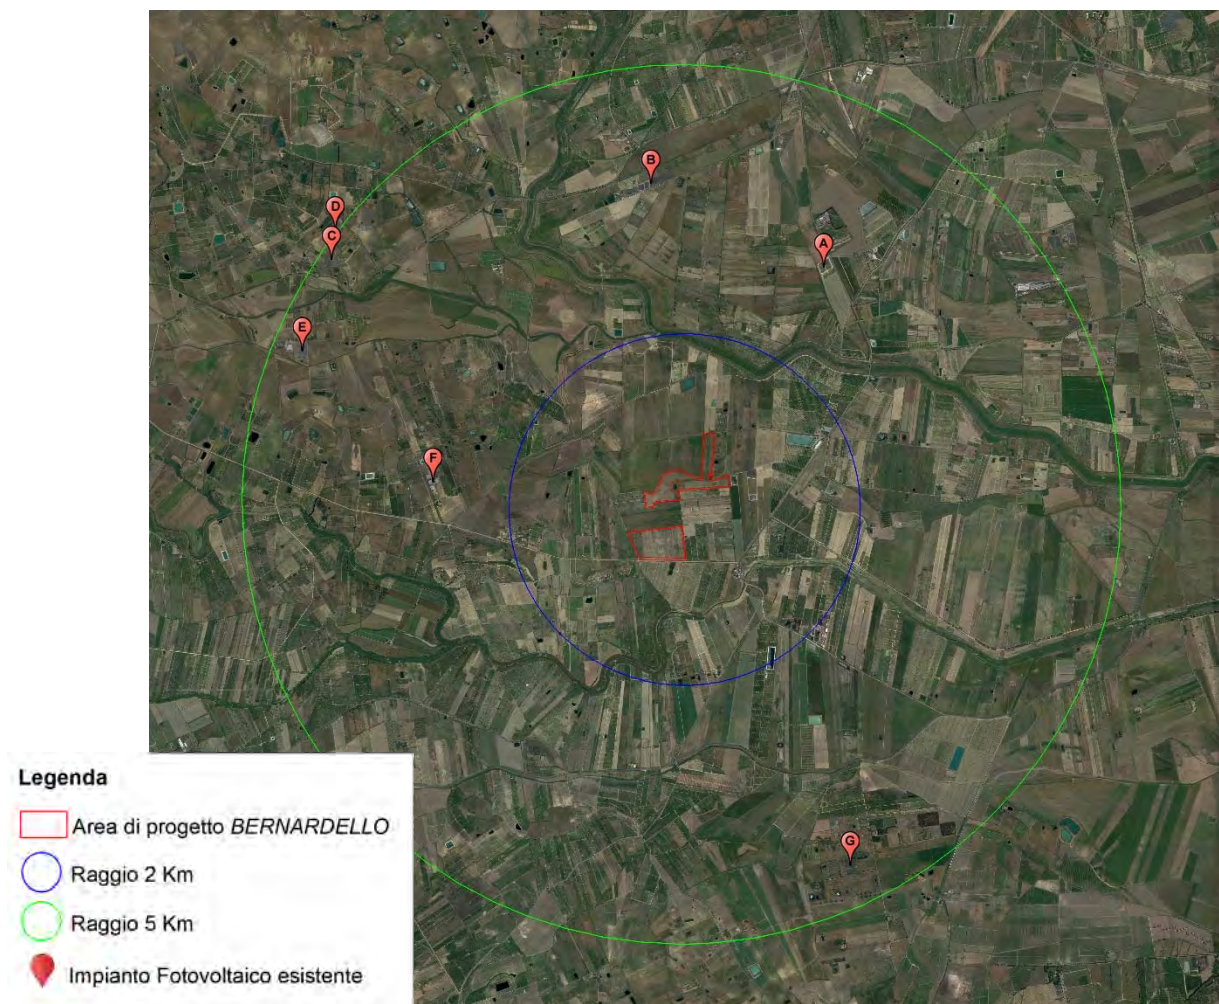 B
D
C
A
E
F
G
Legenda
Area di progetto BERNARDELLO
Raggio 2 Km
Raggio 5 Km
Impianto Fotovoltaico esistente